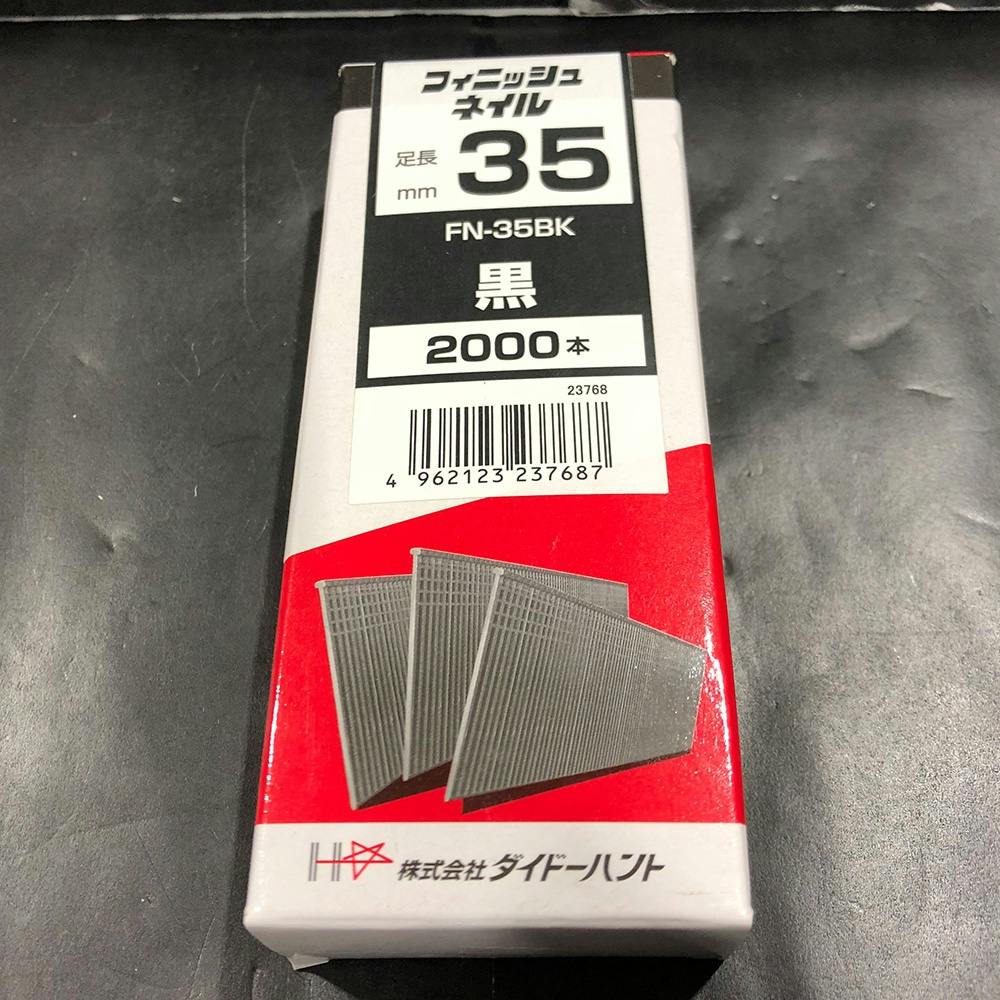 フィニッシュ
ネイル
足長
mm
35
FN-35BK
黒
2000本
23768
4 962123 237687
株式会社 ダイドーハント